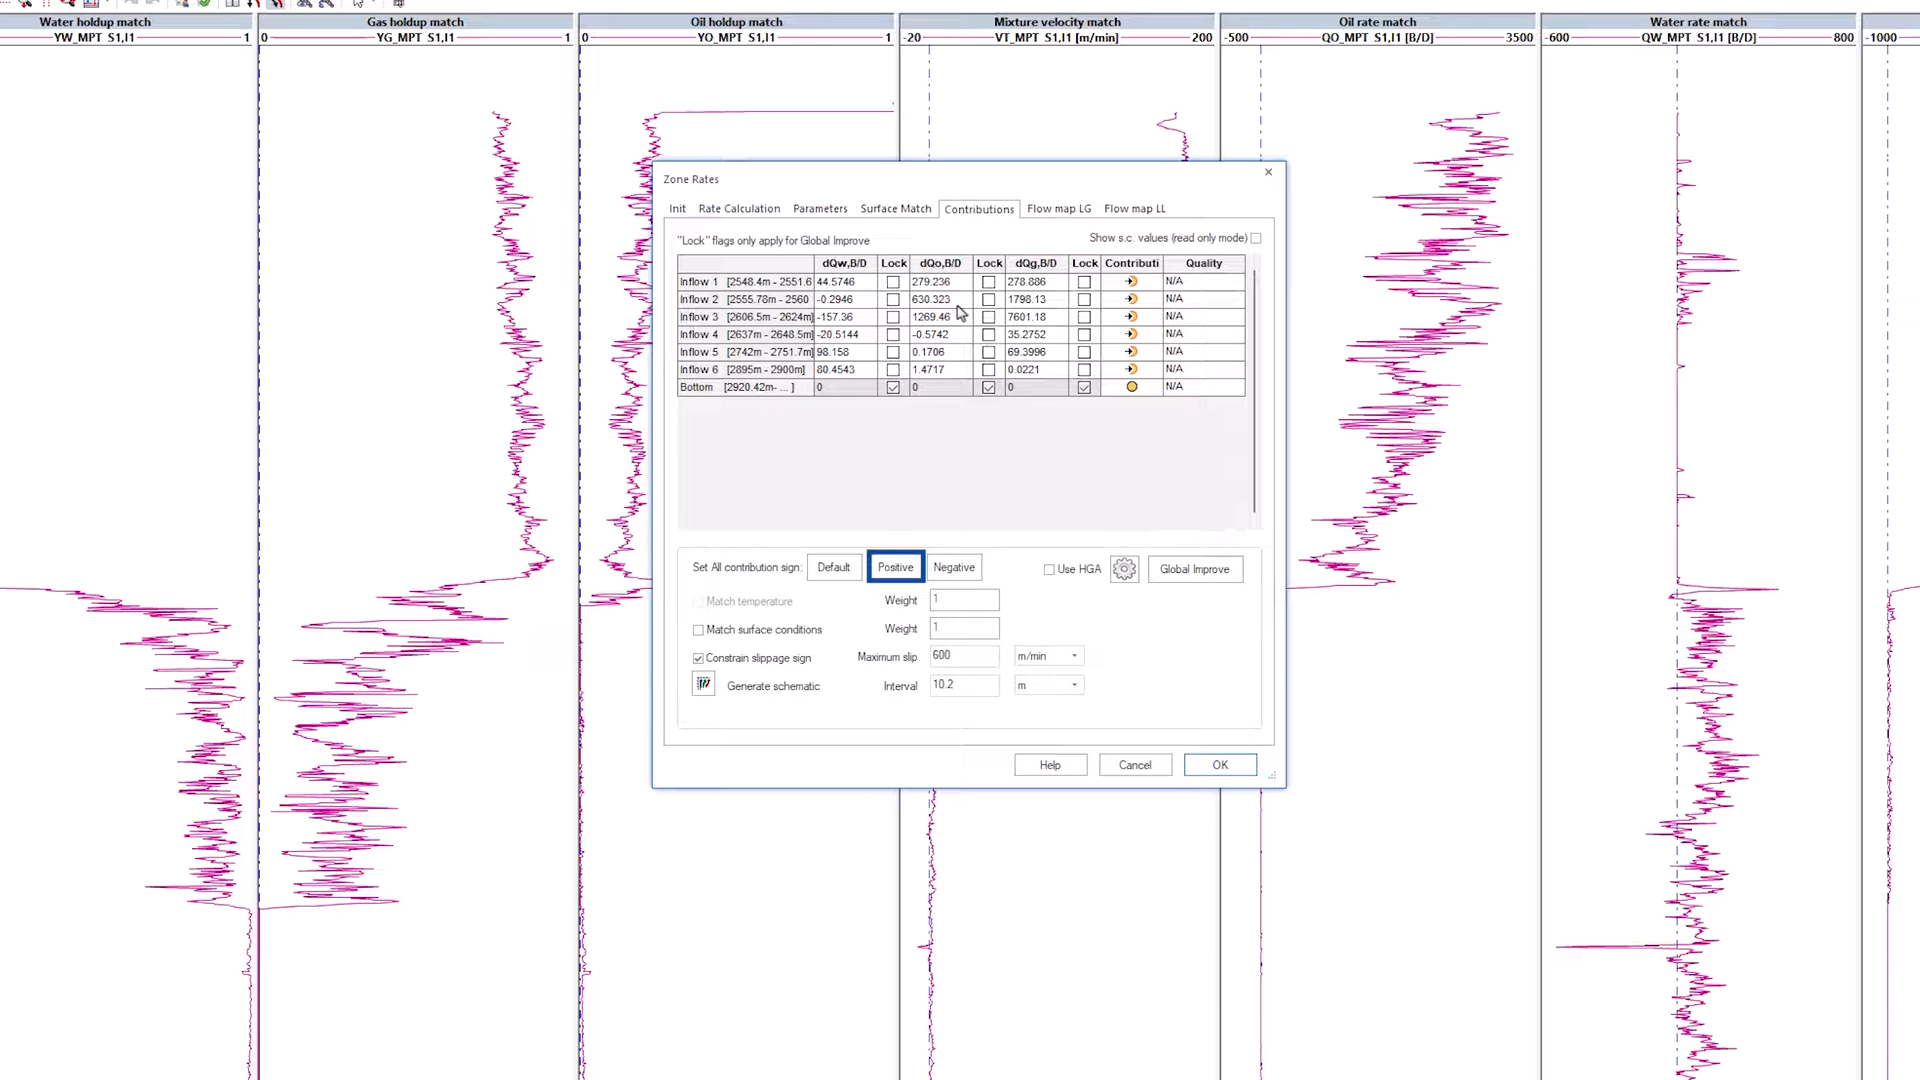 Water holdup match Gas holdup match Oil holdup match Mixture velocity match Oil rate match Water rate match
YW_MPT S1,I1 1 0 YG_MPT S1,I1 1 0 YO_MPT S1,I1 1 -20 VT_MPT S1,I1 [m/min] 200 -500 QO_MPT S1,I1 [B/D] 3500 -600 QW_MPT S1,I1 [B/D] 800 -1000
Zone Rates
Init Rate Calculation Parameters Surface Match Contributions Flow map LG Flow map LL
"Lock" flags only apply for Global Improve Show s.c. values (read only mode)
dQw,B/D Lock dQo,B/D Lock dQg,B/D Lock Contributi Quality
Inflow 1 [2548.4m - 2551.6 44.5746 279.236 278.886 N/A
Inflow 2 [2555.78m - 2560 -0.2946 630.323 1798.13 N/A
Inflow 3 [2606.5m - 2624m] -157.36 1269.46 7601.18 N/A
Inflow 4 [2637m - 2648.5m] -20.5144 -0.5742 35.2752 N/A
Inflow 5 [2742m - 2751.7m] 98.158 0.1706 69.3996 N/A
Inflow 6 [2895m - 2900m] 80.4543 1.4717 0.0221 N/A
Bottom [2920.42m- ... ] 0 0 0 N/A
Set All contribution sign: Default Positive Negative Use HGA Global Improve
Match temperature Weight 1
Match surface conditions Weight 1
Constrain slippage sign Maximum slip 600 m/min
Generate schematic Interval 10.2 m
Help Cancel OK